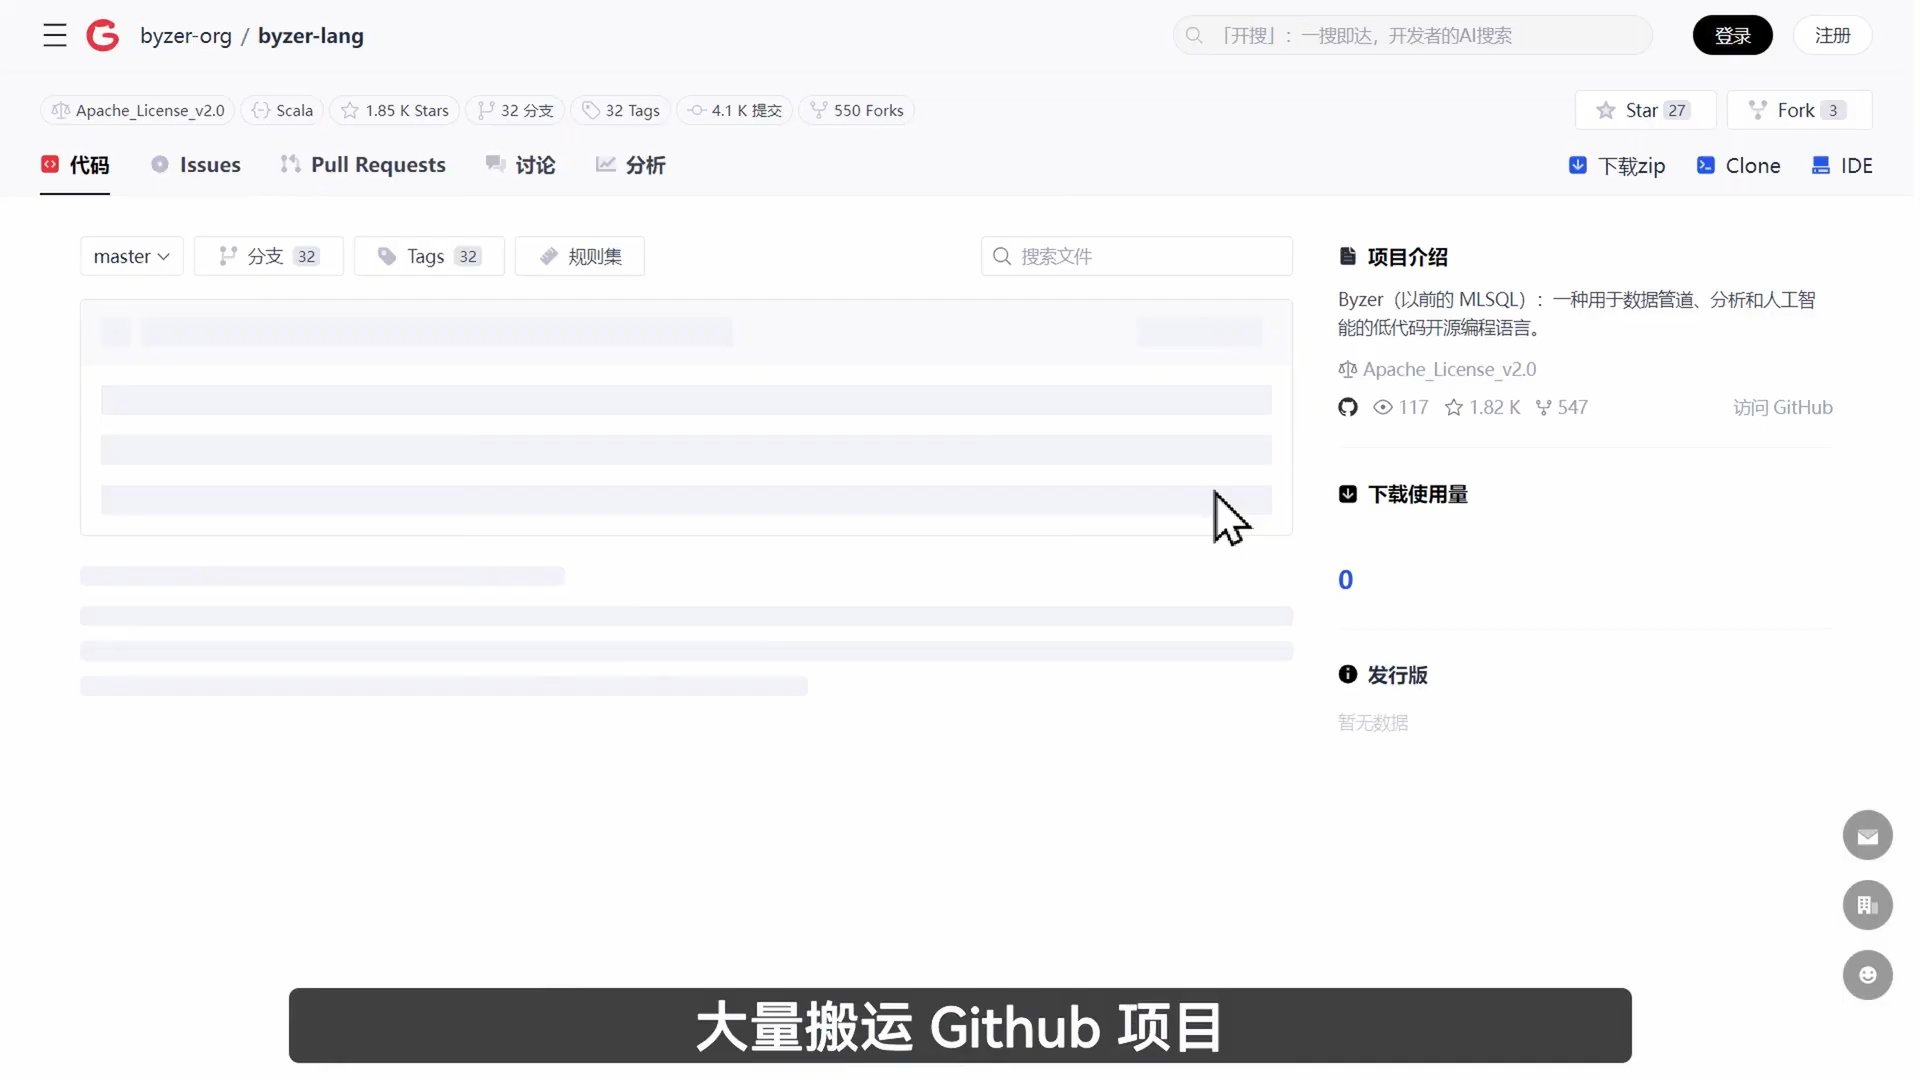 byzer-org / byzer-lang
「开搜」：一搜即达，开发者的AI搜索
登录
注册
Apache_License_v2.0
Scala
1.85 K Stars
32 分支
32 Tags
4.1 K 提交
550 Forks
Star 27
Fork 3
代码
Issues
Pull Requests
讨论
分析
下载zip
Clone
IDE
master
分支 32
Tags 32
规则集
搜索文件
项目介绍
Byzer（以前的 MLSQL）：一种用于数据管道、分析和人工智
能的低代码开源编程语言。
Apache_License_v2.0
117
1.82 K
547
访问 GitHub
下载使用量
0
发行版
暂无数据
大量搬运 Github 项目